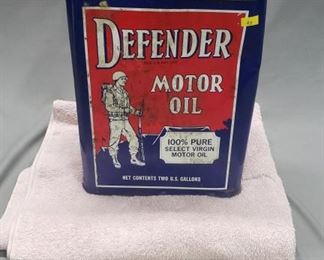 DEFENDER
MOTOR
OIL
100% PURE
SELECT VIRGIN
MOTOR OIL
NET CONTENTS TWO U.S. GALLONS